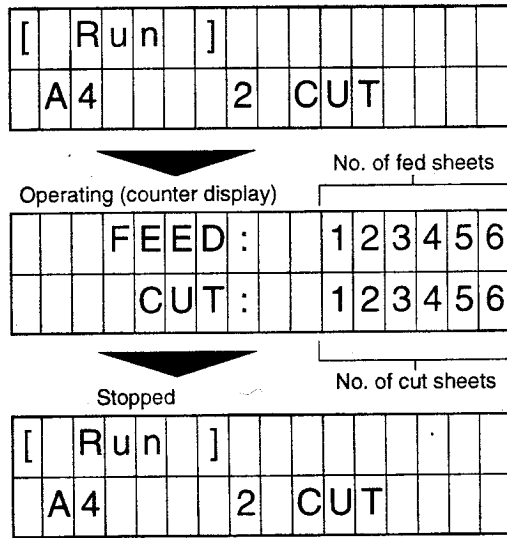 [ Run ]
A4 2 CUT
No. of fed sheets
Operating (counter display)
FEED: 123456
CUT: 123456
No. of cut sheets
Stopped
[ Run ]
A4 2 CUT